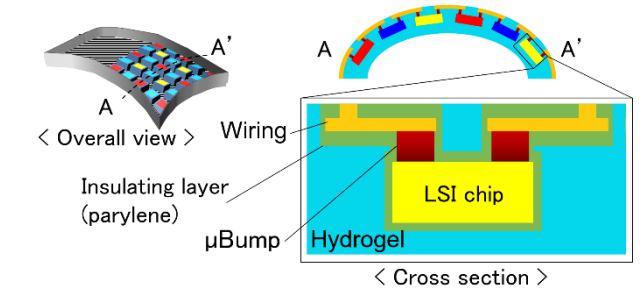 A'
A
< Overall view >
A
A'
Wiring
Insulating layer
(parylene)
μBump
LSI chip
Hydrogel
< Cross section >